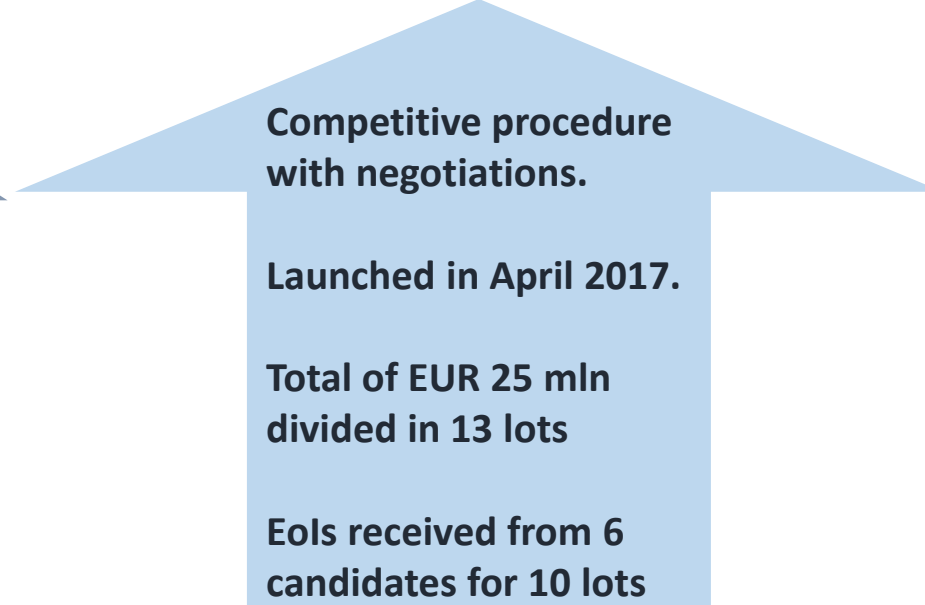 Competitive procedure
with negotiations.
Launched in April 2017.
Total of EUR 25 mln
divided in 13 lots
EoIs received from 6
candidates for 10 lots